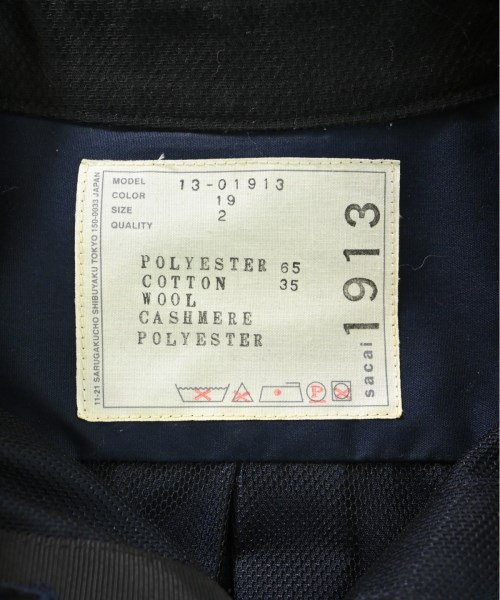 MODEL 13-01913
COLOR 19
SIZE 2
QUALITY
POLYESTER 65
COTTON 35
WOOL
CASHMERE
POLYESTER
P
sacai 1913
11-21 SARUGAKUCHO SHIBUYAKU TOKYO 150-0033 JAPAN